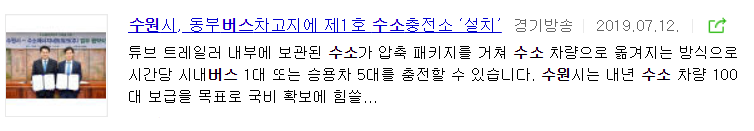 수원시, 동부버스차고지에 제1호 수소충전소 ‘설치’ 경기방송 2019.07.12.
튜브 트레일러 내부에 보관된 수소가 압축 패키지를 거쳐 수소 차량으로 옮겨지는 방식으로
시간당 시내버스 1대 또는 승용차 5대를 충전할 수 있습니다. 수원시는 내년 수소 차량 100
대 보급을 목표로 국비 확보에 힘쓸...